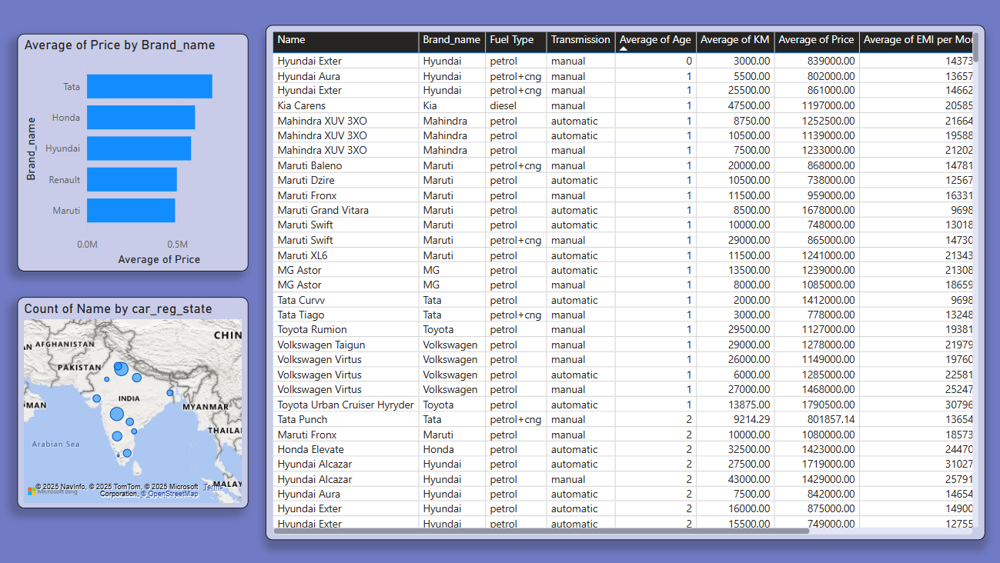 Average of Price by Brand_name
Brand_name
Tata
Honda
Hyundai
Renault
Maruti
0.0M 0.5M
Average of Price
Count of Name by car_reg_state
CHIN
AN AFGHANISTAN
PAKISTAN
INDIA
MAN
MYANMAR
THAILA
Arabian Sea
MALAY
Microsoft Bing
© 2025 NavInfo, © 2025 TomTom, © 2025 Microsoft Terms
Corporation, © OpenStreetMap
Name Brand_name Fuel Type Transmission Average of Age Average of KM Average of Price Average of EMI per Mon
Hyundai Exter Hyundai petrol manual 0 3000.00 839000.00 14373
Hyundai Aura Hyundai petrol+cng manual 1 5500.00 802000.00 13657
Hyundai Exter Hyundai petrol+cng manual 1 25500.00 861000.00 14662
Kia Carens Kia diesel manual 1 47500.00 1197000.00 20585
Mahindra XUV 3XO Mahindra petrol automatic 1 8750.00 1252500.00 21664
Mahindra XUV 3XO Mahindra petrol automatic 1 10500.00 1139000.00 19588
Mahindra XUV 3XO Mahindra petrol manual 1 7500.00 1233000.00 21202
Maruti Baleno Maruti petrol+cng manual 1 20000.00 868000.00 14781
Maruti Dzire Maruti petrol automatic 1 10500.00 738000.00 12567
Maruti Fronx Maruti petrol manual 1 11500.00 959000.00 16331
Maruti Grand Vitara Maruti petrol automatic 1 8500.00 1678000.00 9698
Maruti Swift Maruti petrol automatic 1 10000.00 748000.00 13018
Maruti Swift Maruti petrol+cng manual 1 29000.00 865000.00 14730
Maruti XL6 Maruti petrol automatic 1 11500.00 1241000.00 21343
MG Astor MG petrol automatic 1 13500.00 1239000.00 21308
MG Astor MG petrol manual 1 8000.00 1085000.00 18659
Tata Curvv Tata petrol automatic 1 2000.00 1412000.00 9698
Tata Tiago Tata petrol+cng manual 1 3000.00 778000.00 13248
Toyota Rumion Toyota petrol manual 1 29500.00 1127000.00 19381
Volkswagen Taigun Volkswagen petrol manual 1 29000.00 1278000.00 21979
Volkswagen Virtus Volkswagen petrol manual 1 26000.00 1149000.00 19760
Volkswagen Virtus Volkswagen petrol automatic 1 6000.00 1285000.00 22581
Volkswagen Virtus Volkswagen petrol manual 1 27000.00 1468000.00 25247
Toyota Urban Cruiser Hyryder Toyota petrol automatic 1 13875.00 1790500.00 30796
Tata Punch Tata petrol+cng manual 2 9214.29 801857.14 13654
Maruti Fronx Maruti petrol manual 2 10000.00 1080000.00 18573
Honda Elevate Honda petrol automatic 2 32500.00 1423000.00 24470
Hyundai Alcazar Hyundai petrol automatic 2 27500.00 1719000.00 31027
Hyundai Alcazar Hyundai petrol manual 2 43000.00 1429000.00 25791
Hyundai Aura Hyundai petrol automatic 2 7500.00 842000.00 14654
Hyundai Exter Hyundai petrol automatic 2 16000.00 875000.00 14900
Hyundai Exter Hyundai petrol automatic 2 15500.00 749000.00 12755